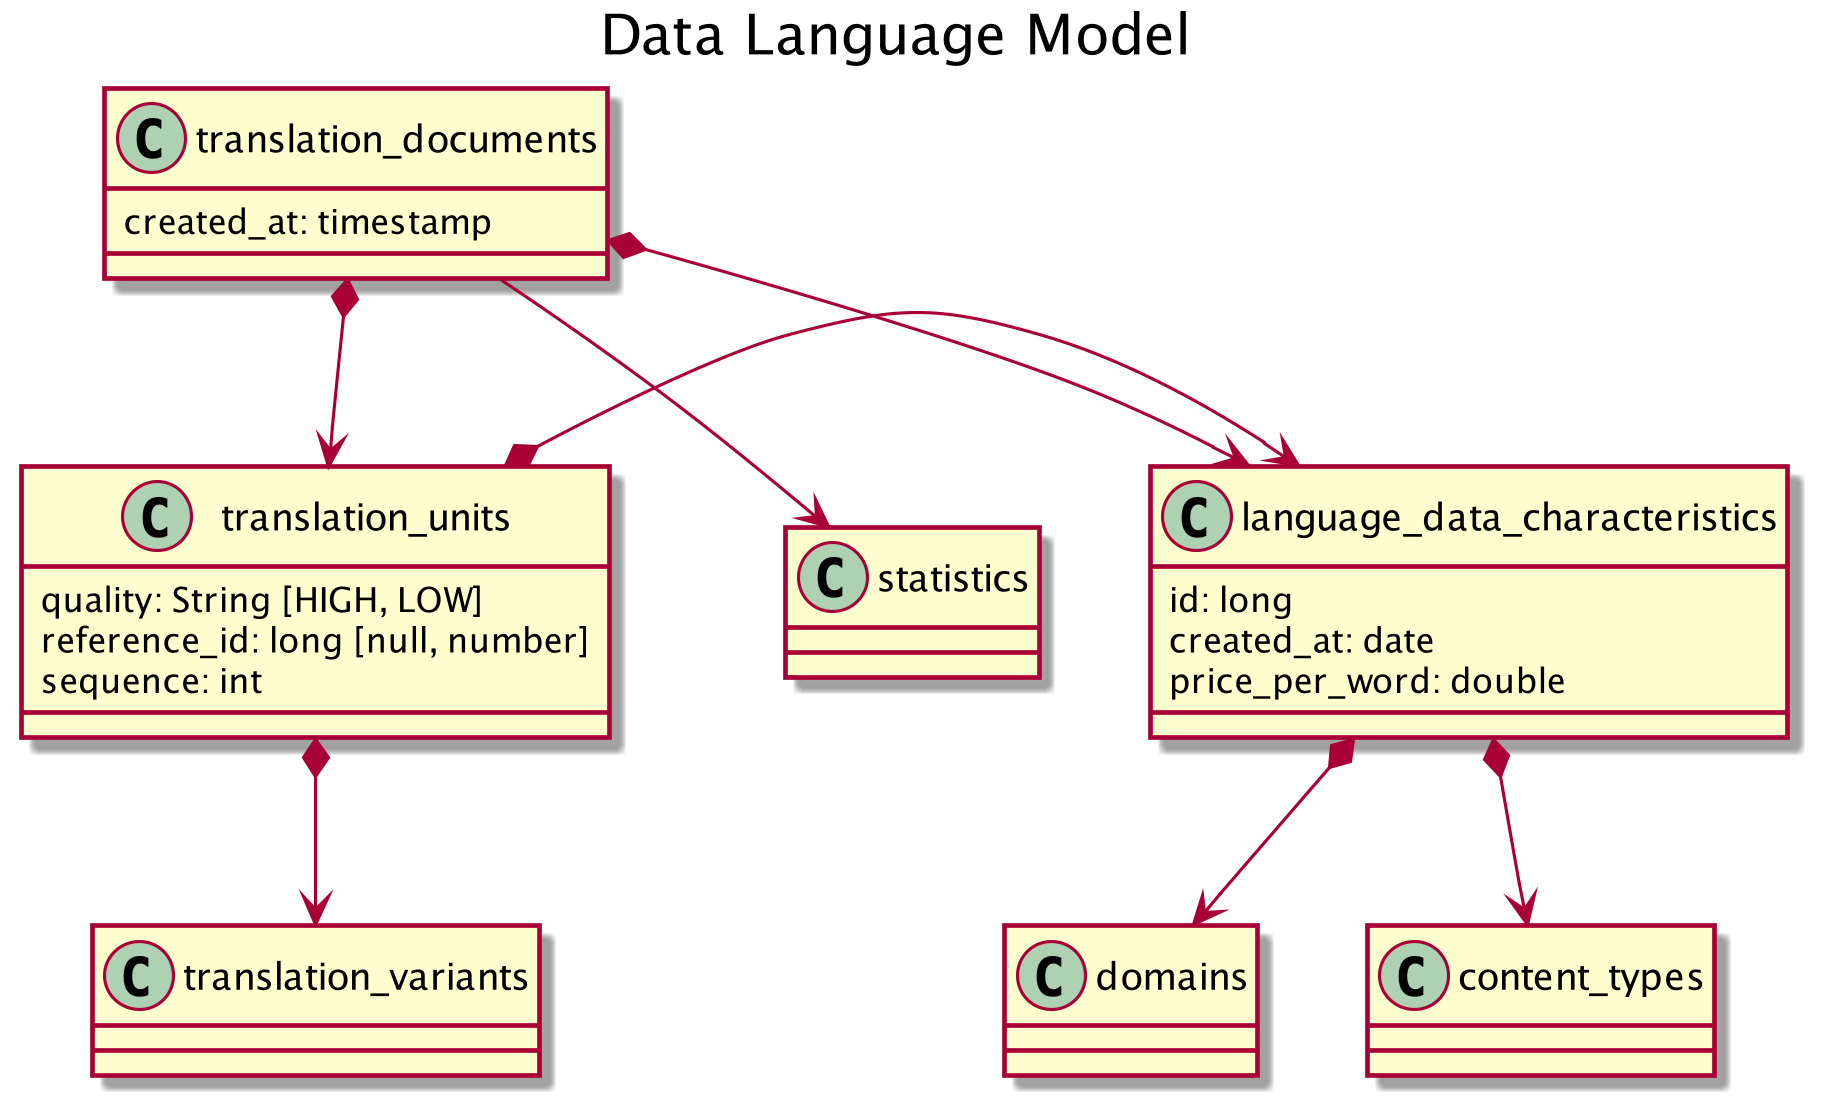 Data Language Model
C translation_documents
created_at: timestamp
C translation_units
quality: String [HIGH, LOW]
reference_id: long [null, number]
sequence: int
C statistics
C language_data_characteristics
id: long
created_at: date
price_per_word: double
C translation_variants
C domains
C content_types